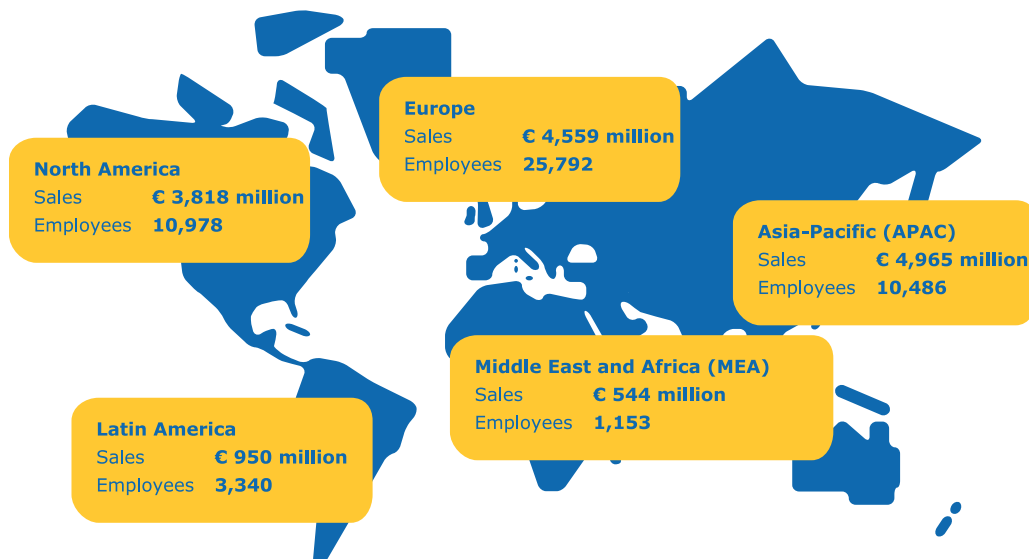 Europe
Sales € 4,559 million
Employees 25,792
North America
Sales € 3,818 million
Employees 10,978
Asia-Pacific (APAC)
Sales € 4,965 million
Employees 10,486
Middle East and Africa (MEA)
Sales € 544 million
Employees 1,153
Latin America
Sales € 950 million
Employees 3,340